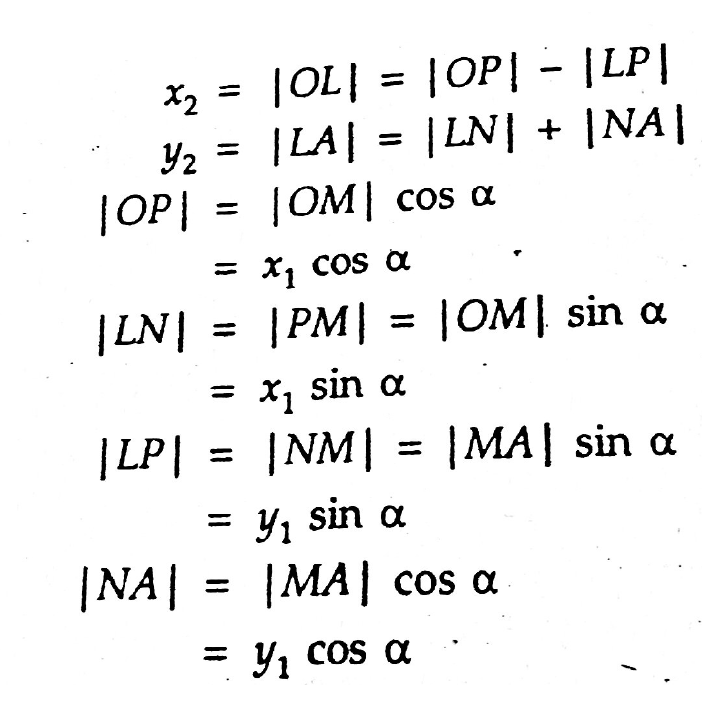 x₂ = |OL| = |OP| − |LP|
y₂ = |LA| = |LN| + |NA|
|OP| = |OM| cos α
= x₁ cos α
|LN| = |PM| = |OM| sin α
= x₁ sin α
|LP| = |NM| = |MA| sin α
= y₁ sin α
|NA| = |MA| cos α
= y₁ cos α